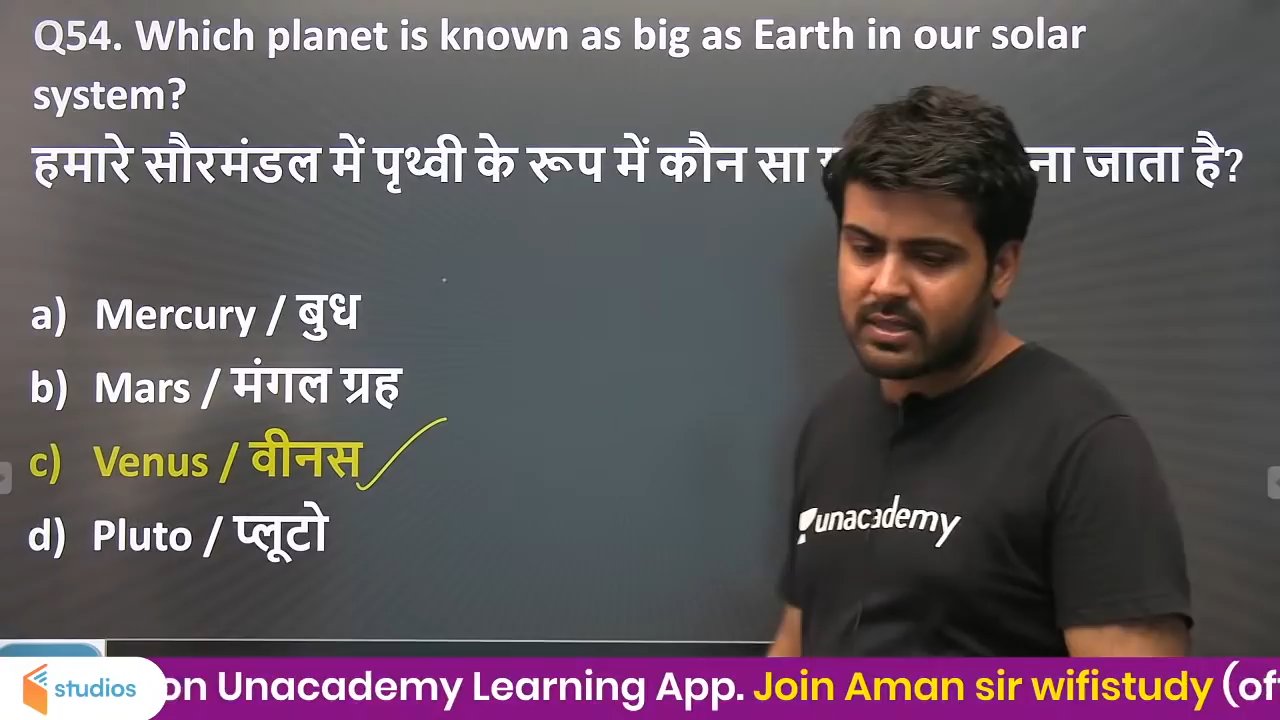 Q54. Which planet is known as big as Earth in our solar
system?
हमारे सौरमंडल में पृथ्वी के रूप में कौन सा जाता है?
a) Mercury / बुध
b) Mars / मंगल ग्रह
c) Venus / वीनस
d) Pluto / प्लूटो
unacademy
studios on Unacademy Learning App. Join Aman sir wifistudy